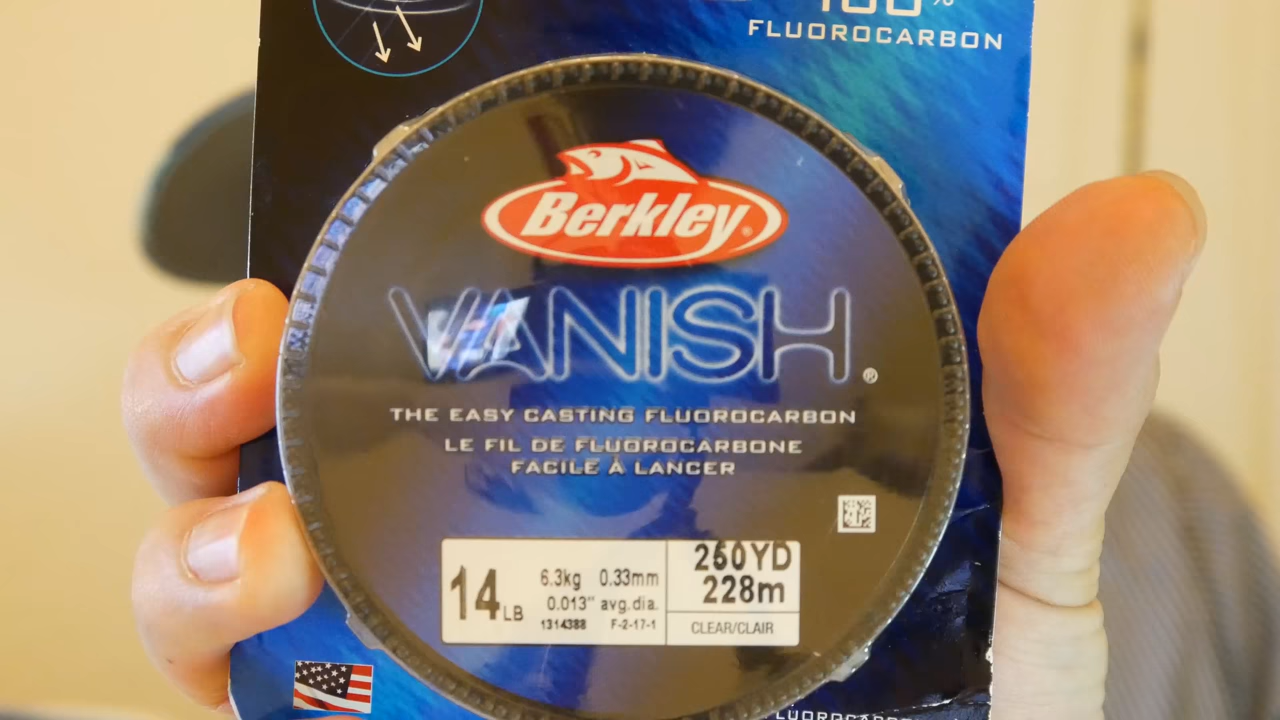 100%
FLUOROCARBON
Berkley®
VANISH®
THE EASY CASTING FLUOROCARBON
LE FIL DE FLUOROCARBONE
FACILE À LANCER
14 LB
6.3kg 0.33mm
0.013" avg.dia.
1314388 F-2-17-1
250YD
228m
CLEAR/CLAIR